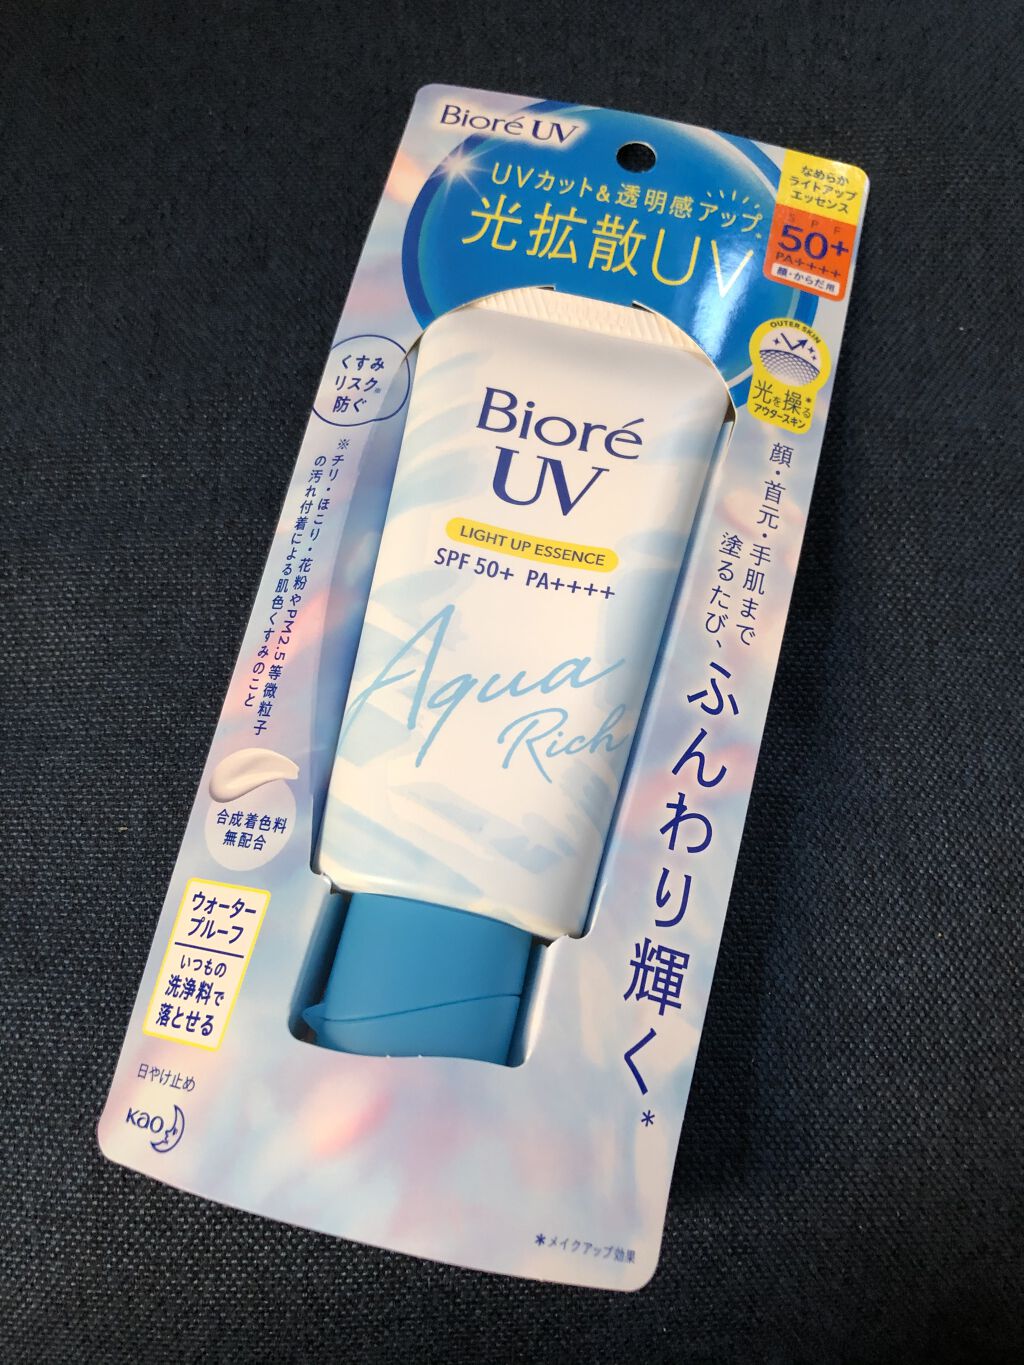 Bioré UV
UVカット&透明感アップ*
光拡散UV
なめらか
ライトアップ
エッセンス
SPF
50+
PA++++
顔・からだ用
OUTER SKIN
光を操る*
アウタースキン
くすみ
リスク※
防ぐ
※チリ・ほこり・花粉やPM2.5等微粒子
の汚れ付着による肌色くすみのこと
Bioré
UV
LIGHT UP ESSENCE
SPF 50+ PA++++
Aqua
Rich
顔・首元・手肌まで
塗るたび、
ふんわり輝く*
合成着色料
無配合
ウォーター
プルーフ
いつもの
洗浄料で
落とせる
日やけ止め
Kao
*メイクアップ効果